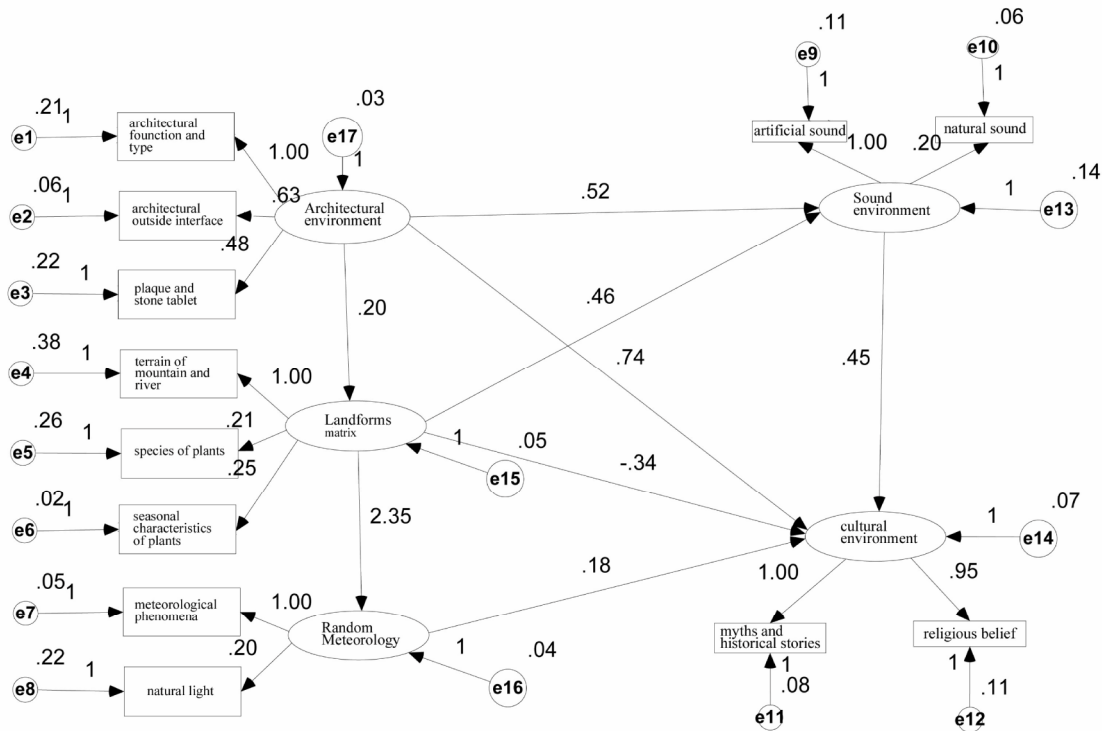 .11
.06
e9
e10
1
1
.03
.21
1
e1
architectural
founction and
type
e17
artificial sound
natural sound
1.00
1
1.00
.20
.14
.06
1
e2
architectural
outside interface
.63
Architectural
environment
.52
Sound
environment
1
e13
.48
.22
1
e3
plaque and
stone tablet
.20
.46
.38
1
e4
terrain of
mountain and
river
1.00
.74
.45
.26
1
e5
species of plants
.21
Landforms
matrix
1
.05
e15
-.34
.25
.02
1
e6
seasonal
characteristics
of plants
2.35
cultural
environment
1
.07
e14
.18
1.00
.95
.05
1
e7
meteorological
phenomena
1.00
Random
Meteorology
myths and
historical stories
religious belief
.22
1
e8
natural light
.20
1
.04
e16
1
.08
e11
1
.11
e12